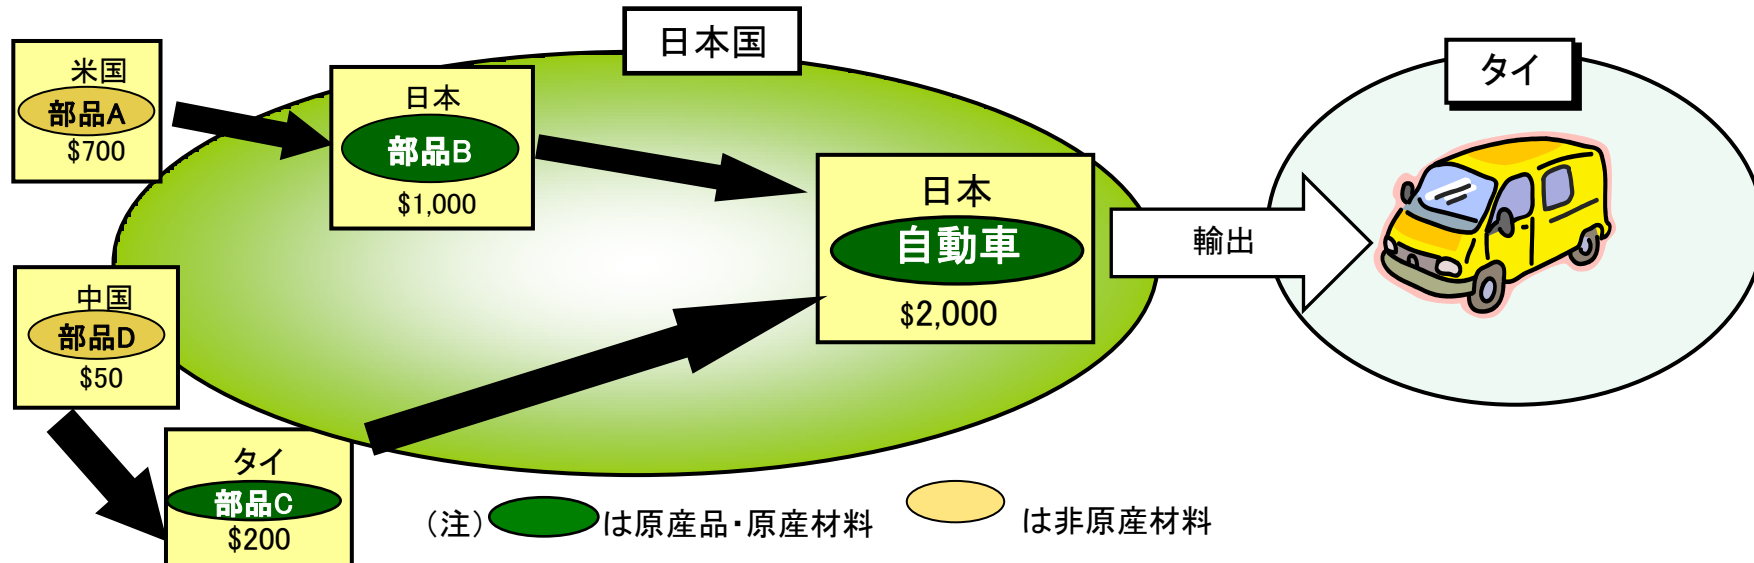 日本国
タイ
米国
部品A
$700
日本
部品B
$1,000
日本
自動車
$2,000
輸出
中国
部品D
$50
タイ
部品C
$200
(注) は原産品・原産材料 は非原産材料